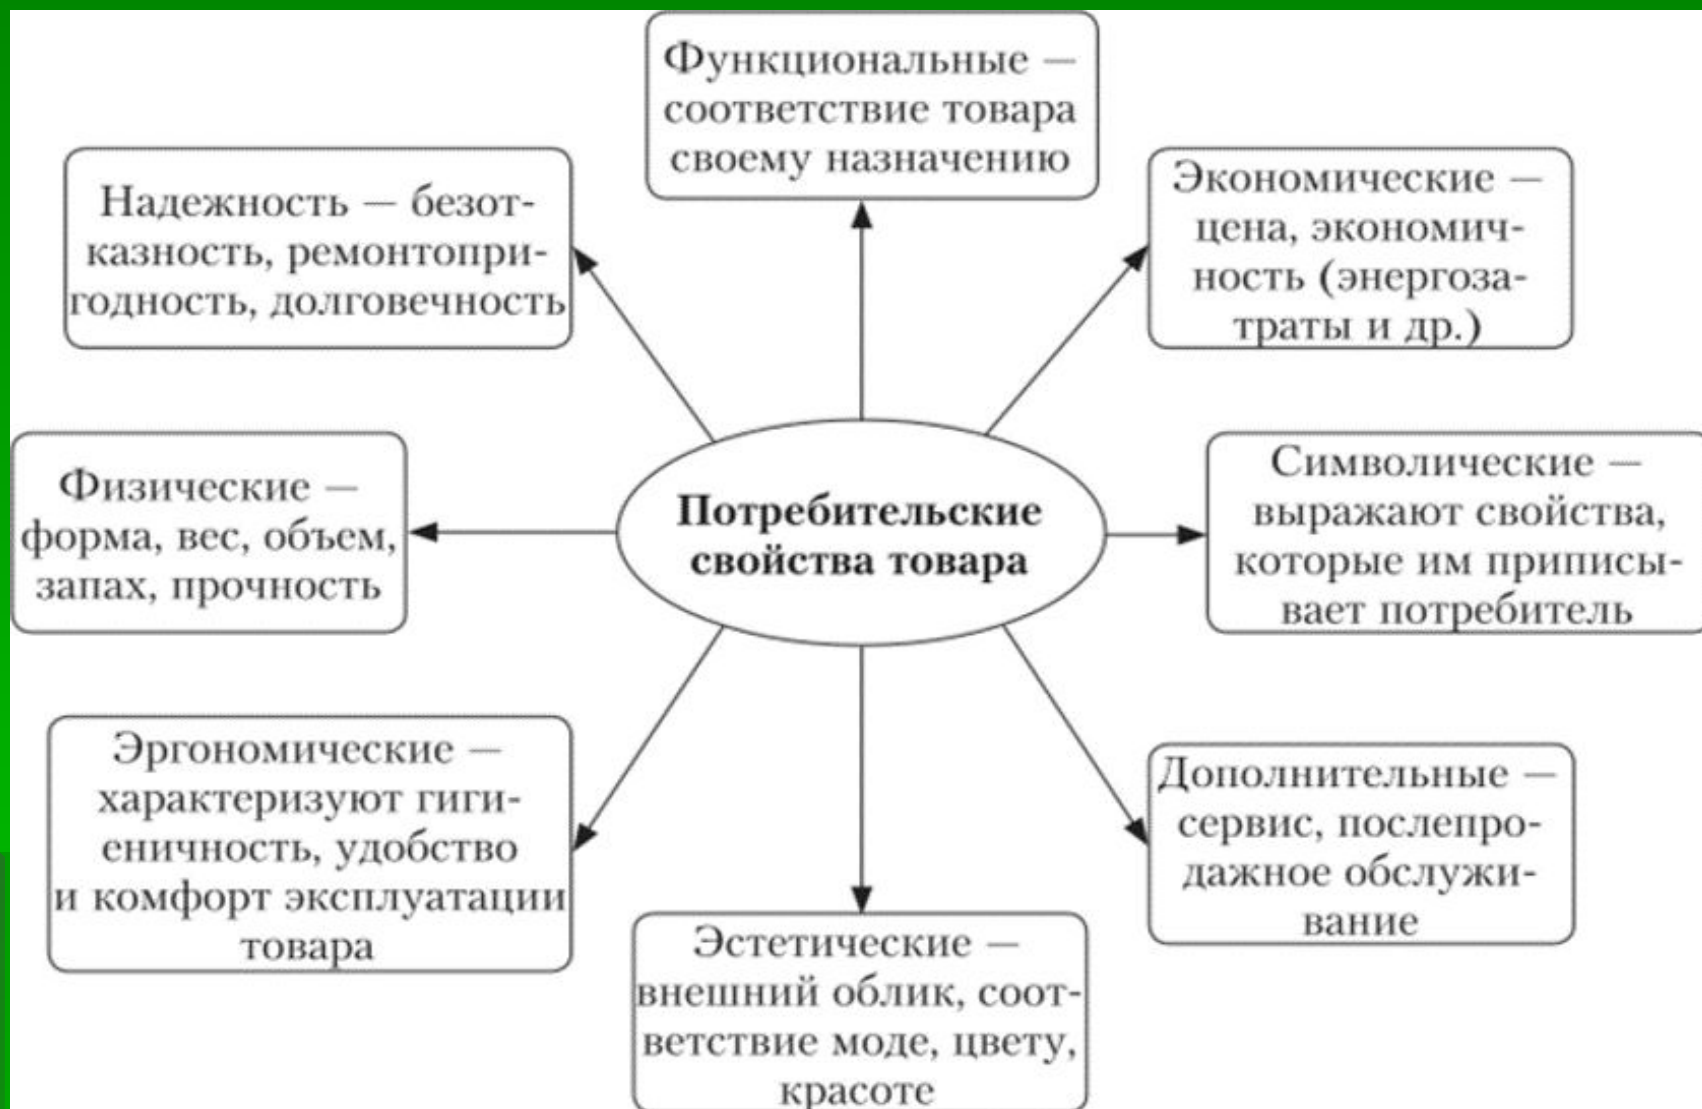 Функциональные —
соответствие товара
своему назначению
Надежность — безот-
казность, ремонтопри-
годность, долговечность
Экономические —
цена, экономич-
ность (энергоза-
траты и др.)
Физические —
форма, вес, объем,
запах, прочность
Потребительские
свойства товара
Символические —
выражают свойства,
которые им приписы-
вает потребитель
Эргономические —
характеризуют гиги-
еничность, удобство
и комфорт эксплуатации
товара
Дополнительные —
сервис, послепро-
дажное обслужи-
вание
Эстетические —
внешний облик, соот-
ветствие моде, цвету,
красоте